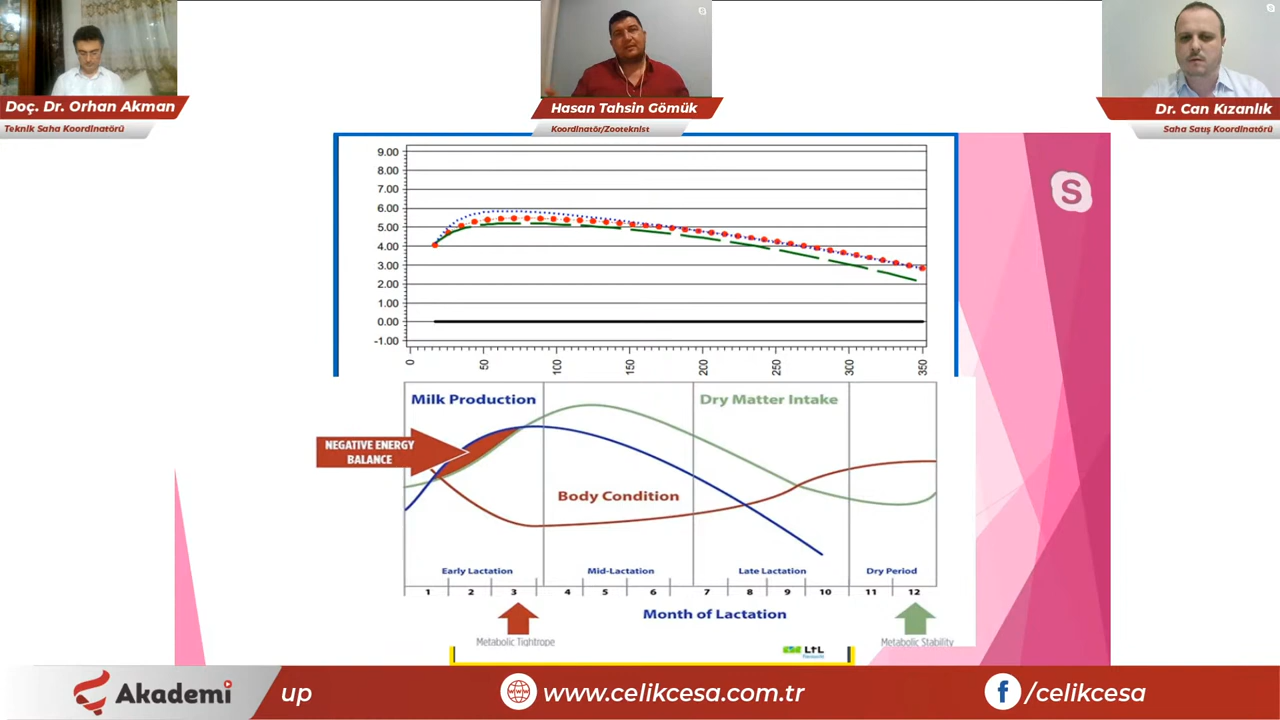 Doç. Dr. Orhan Akman
Teknik Saha Koordinatörü
Hasan Tahsin Gömük
Koordinatör/Zooteknist
Dr. Can Kızanlık
Saha Satış Koordinatörü
S
9.00
8.00
7.00
6.00
5.00
4.00
3.00
2.00
1.00
0.00
-1.00
0 50 100 150 200 250 300 350
Milk Production
Dry Matter Intake
NEGATIVE ENERGY
BALANCE
Body Condition
Early Lactation Mid-Lactation Late Lactation Dry Period
1 2 3 4 5 6 7 8 9 10 11 12
Month of Lactation
Metabolic Tightrope
Metabolic Stability
Akademi
up
www.celikcesa.com.tr
f
/celikcesa